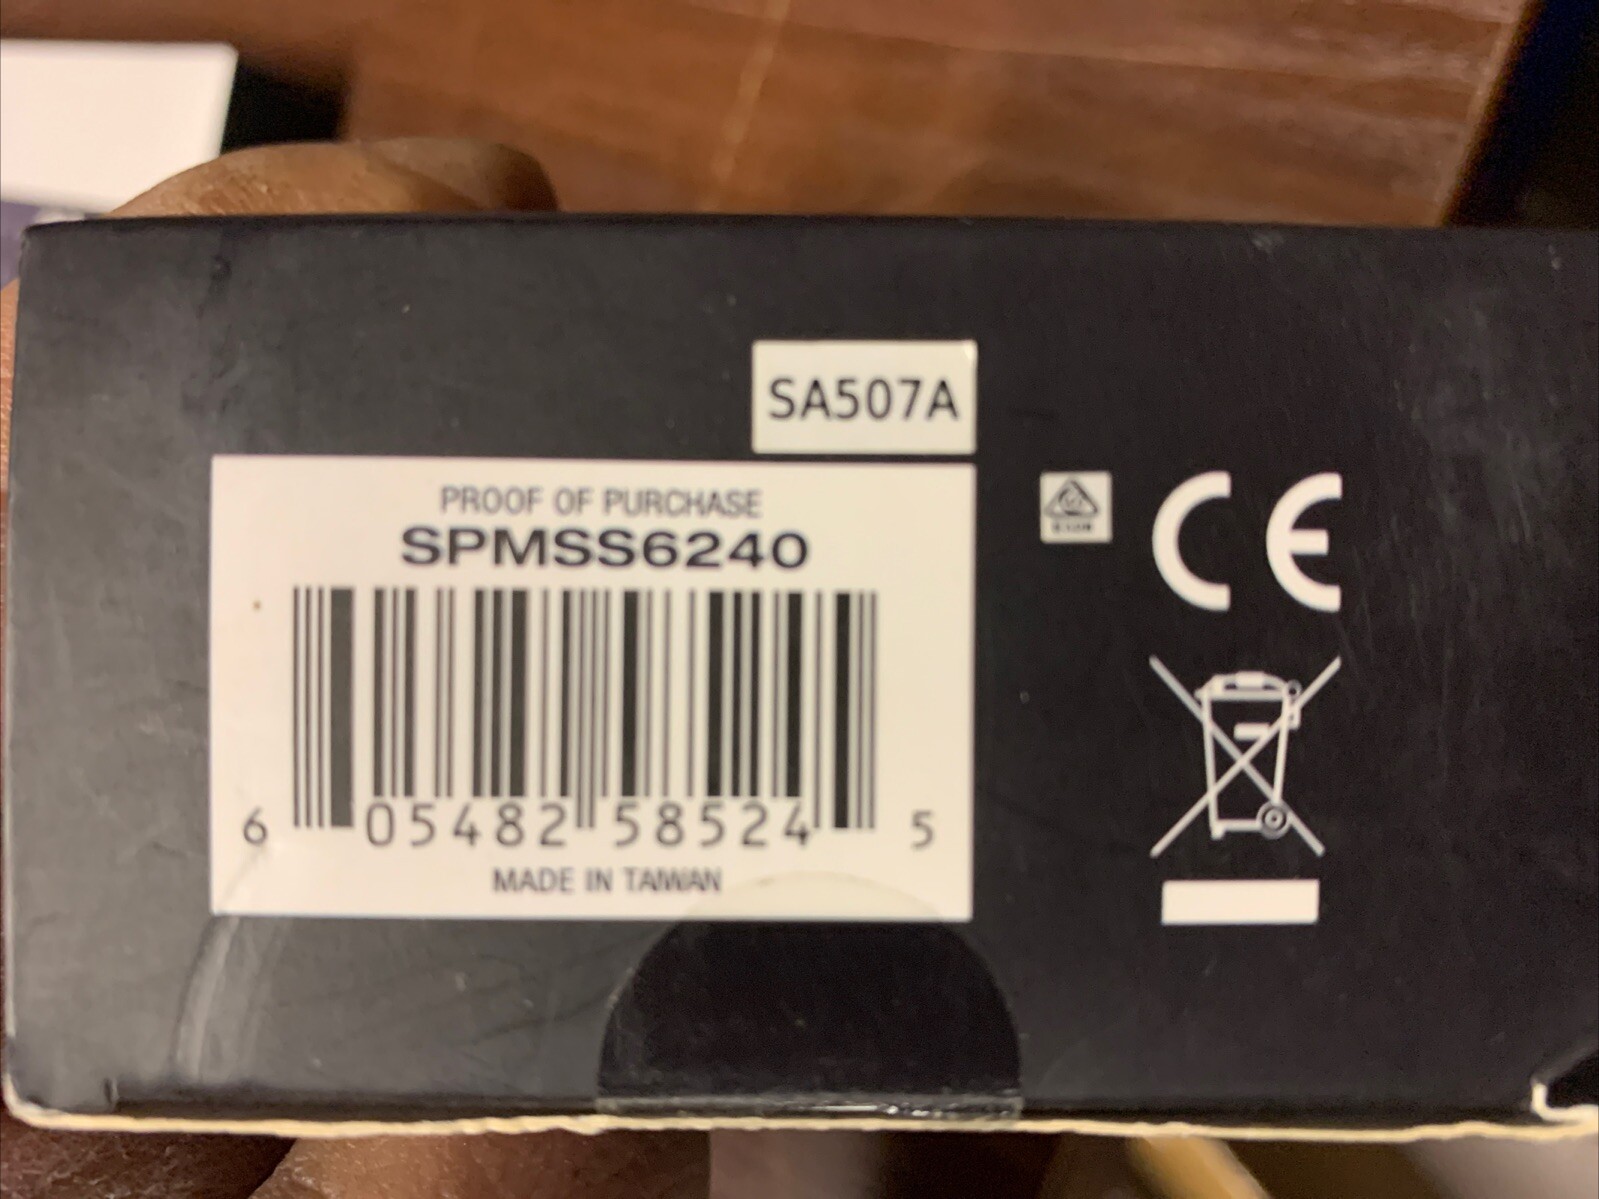 SA507A
PROOF OF PURCHASE
SPMSS6240
6 05482 58524 5
MADE IN TAIWAN
CE